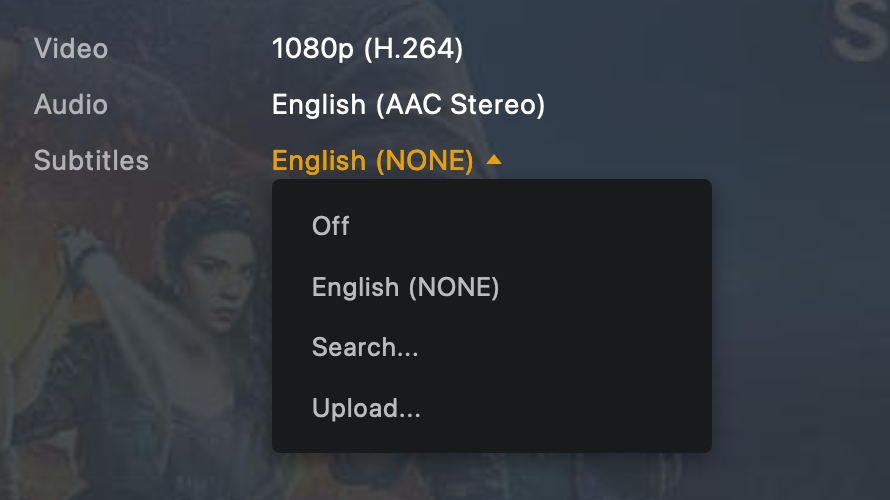 Video 1080p (H.264)
Audio English (AAC Stereo)
Subtitles English (NONE)
Off
English (NONE)
Search...
Upload...